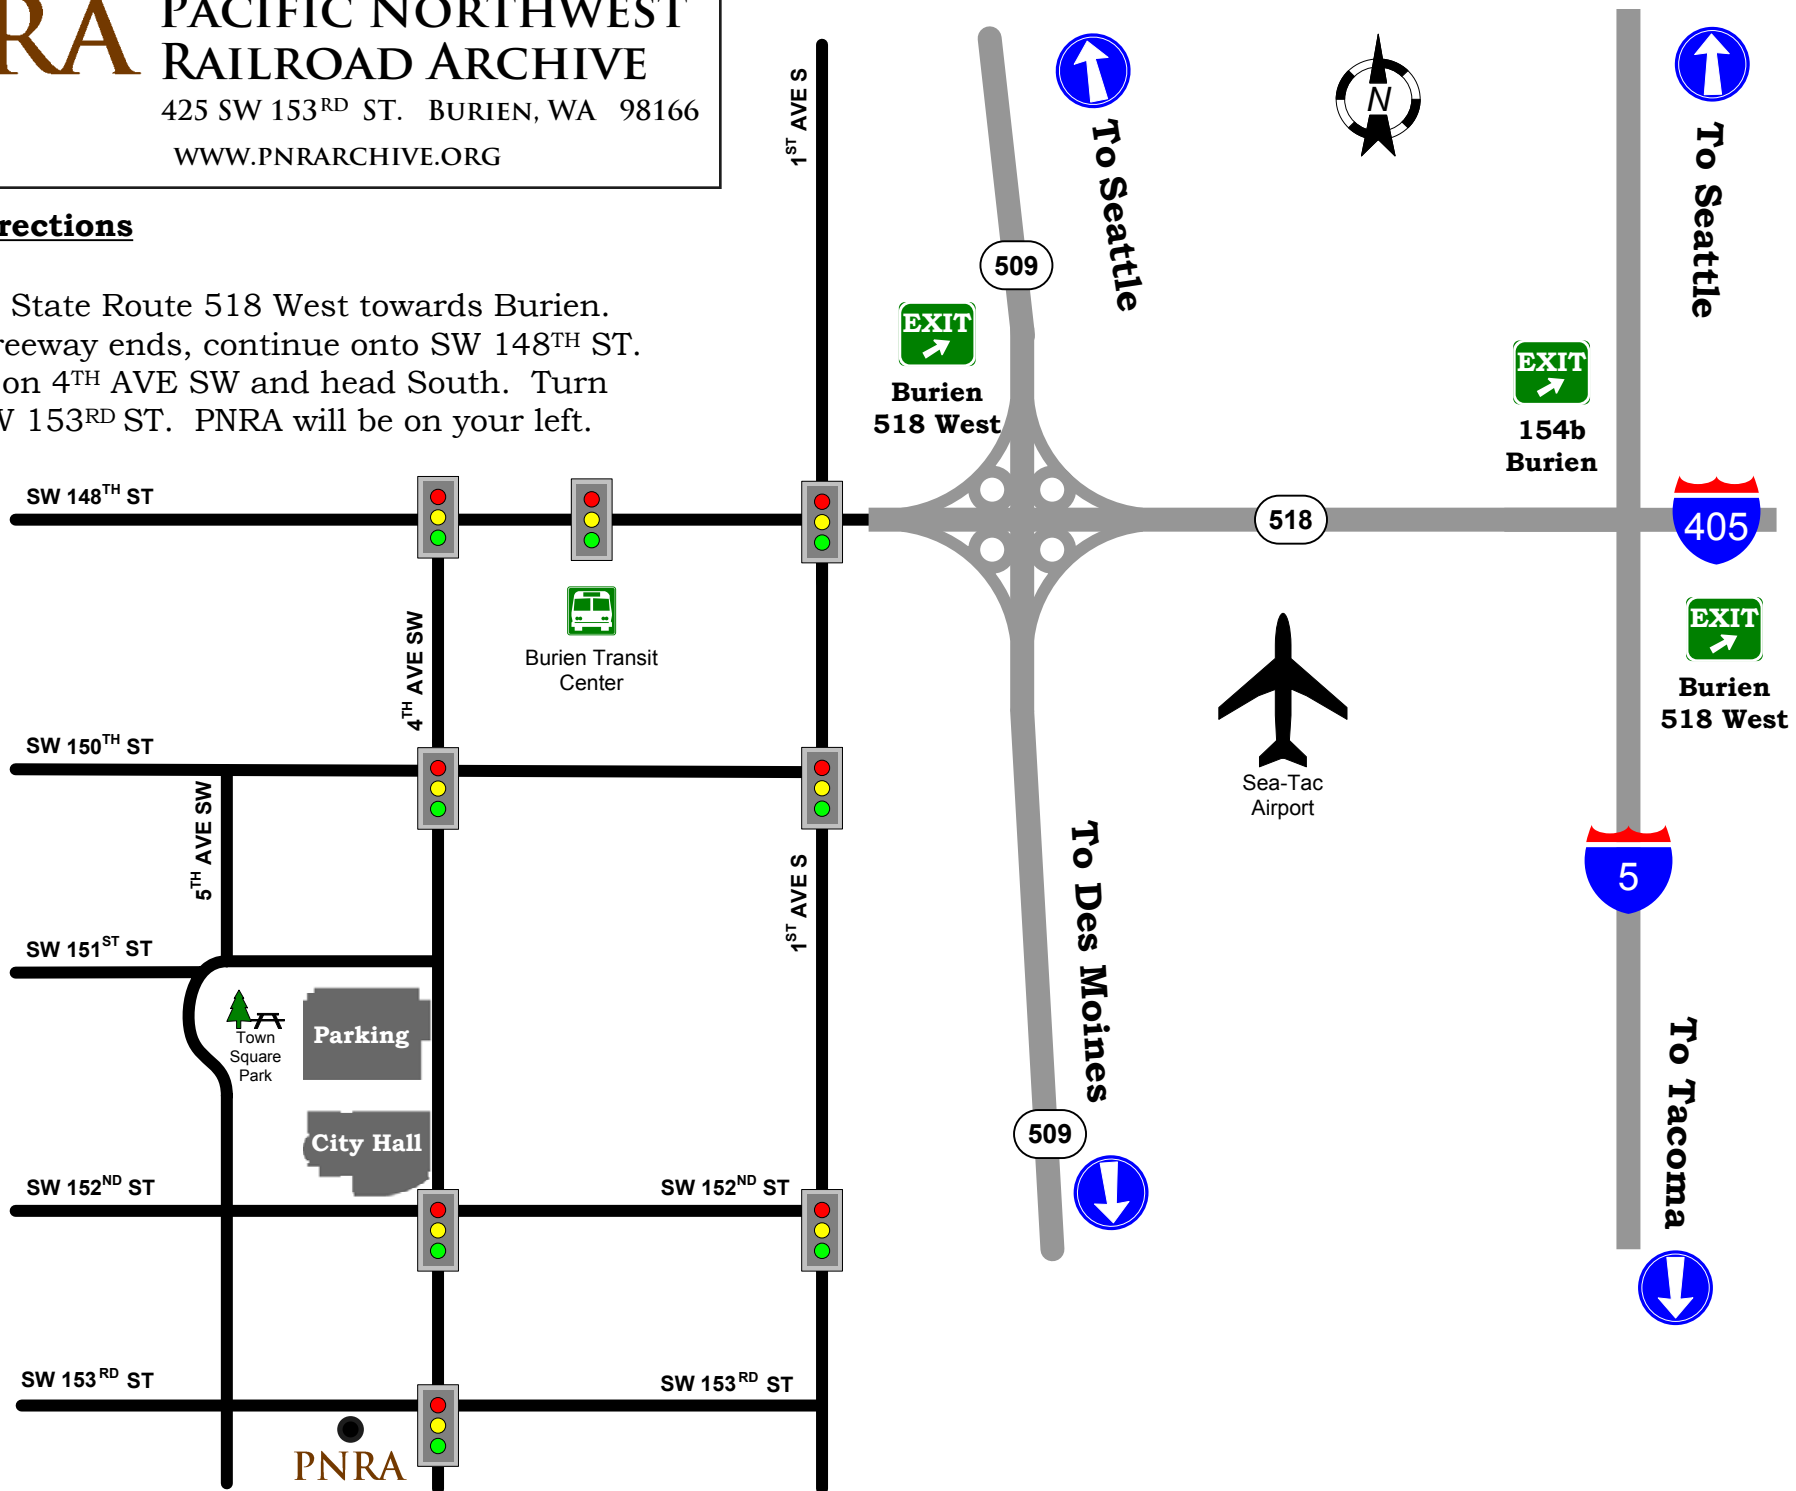 RA
PACIFIC NORTHWEST
RAILROAD ARCHIVE
425 SW 153RD ST. BURIEN, WA 98166
WWW.PNRARCHIVE.ORG
rections
State Route 518 West towards Burien.
reeway ends, continue onto SW 148TH ST.
on 4TH AVE SW and head South. Turn
W 153RD ST. PNRA will be on your left.
1ST AVE S
509
To Seattle
N
To Seattle
EXIT
Burien
518 West
EXIT
154b
Burien
SW 148TH ST
518
405
4TH AVE SW
Burien Transit
Center
EXIT
Burien
518 West
SW 150TH ST
5TH AVE SW
Sea-Tac
Airport
1ST AVE S
To Des Moines
5
SW 151ST ST
Town
Square
Park
Parking
City Hall
509
To Tacoma
SW 152ND ST
SW 152ND ST
SW 153RD ST
SW 153RD ST
PNRA